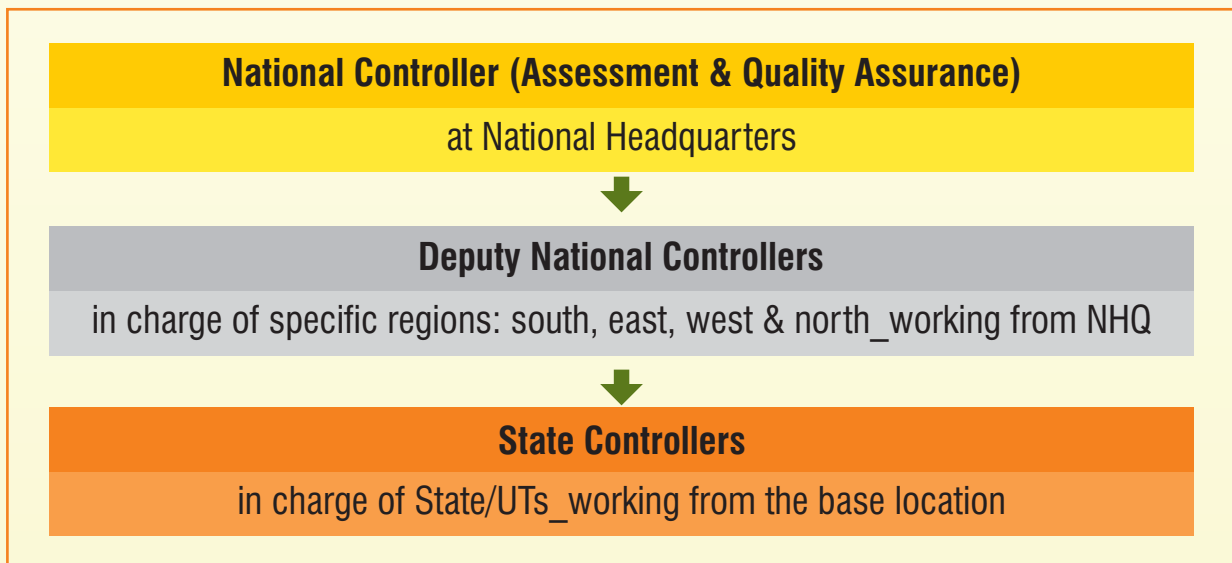 National Controller (Assessment & Quality Assurance)
at National Headquarters
Deputy National Controllers
in charge of specific regions: south, east, west & north_working from NHQ
State Controllers
in charge of State/UTs_working from the base location